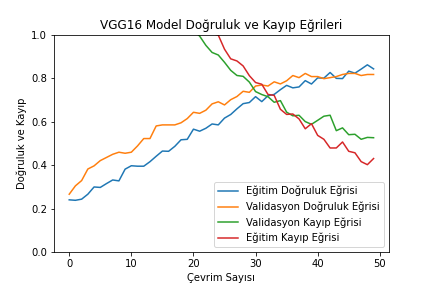 VGG16 Model Doğruluk ve Kayıp Eğrileri
Doğruluk ve Kayıp
1.0
0.8
0.6
0.4
0.2
0.0
0
10
20
30
40
50
Çevrim Sayısı
Eğitim Doğruluk Eğrisi
Validasyon Doğruluk Eğrisi
Validasyon Kayıp Eğrisi
Eğitim Kayıp Eğrisi